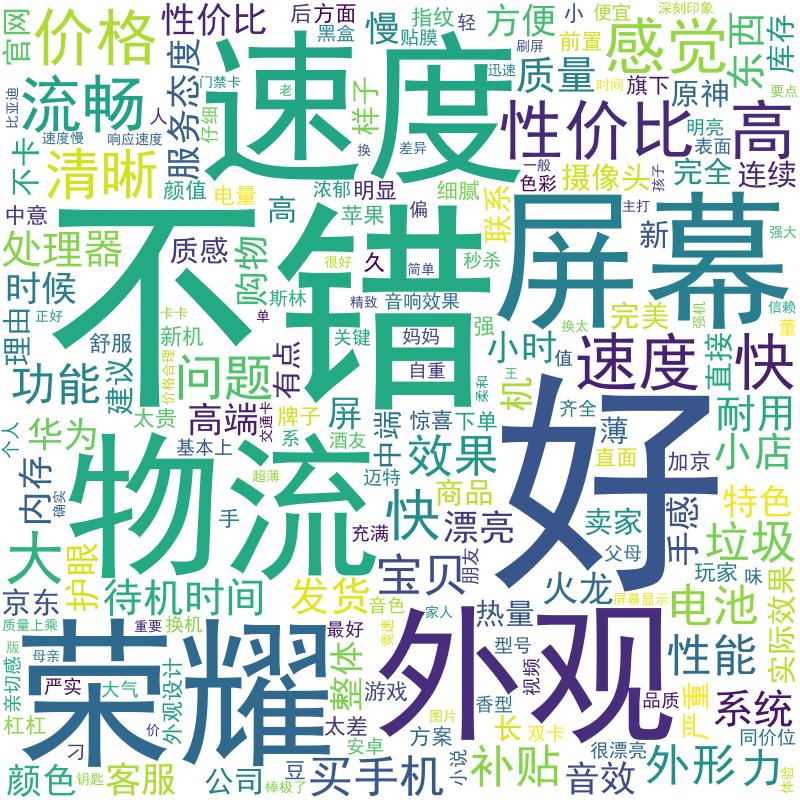 官网
价格
性价比
后
方面
黑盒
慢
指纹
贴膜
轻
方便
小
便宜
前置
深刻印象
感觉
东西
库存
流畅
服务态度
门禁卡
仔细
老
速度
样子
刷屏
迅速
质量
旗下
时间
原神
要点
比亚迪
人
速度慢
响应速度
换
差异
性价比
明亮
表面
高
不卡
清晰
颜值
电量
浓郁
明显
细腻
联系
一般
色彩
摄像头
孩子
完全
连续
中意
处理器
质感
购物
高
苹果
偏
主打
新
强大
很好
久
简单
秒杀
屏幕
时候
斯林
精致
音响效果
正好
卡卡
新机
单
关键
妈妈
强
换太
完美
强机
信赖
董
理由
舒服
不错
自重
柔和
小时
值
直接
功能
建议
价格合理
问题
有点
王
机
速度
快
太贵
高端
交通卡
牌子
屏
惊喜
下单
齐全
薄
耐用
个人
华为
基本上
系
酒友
中端
效果
直面
加京
小店
内存
确实
物流
超薄
迈特
商品
好
手
充满
快
漂亮
卖家
手感
特色
大
护眼
朋友
父母
垃圾
宝贝
火龙
玩家
味
京东
待机时间
发货
音色
家人
热量
屏幕显示
电池
实际效果
质量上乘
重要
换机
最好
竞速
版
亲切感
母亲
荣耀
整体
外观
型号
性能
严实
大气
外观设计
游戏
视频
品质
严重
系统
杠杠
价
太差
图片
香型
长
双卡
同价位
刁
安卓
方案
很漂亮
颜色
钥匙
客服
公司
棒极了
豆
买手机
小说
补贴
音效
外形
力
体验